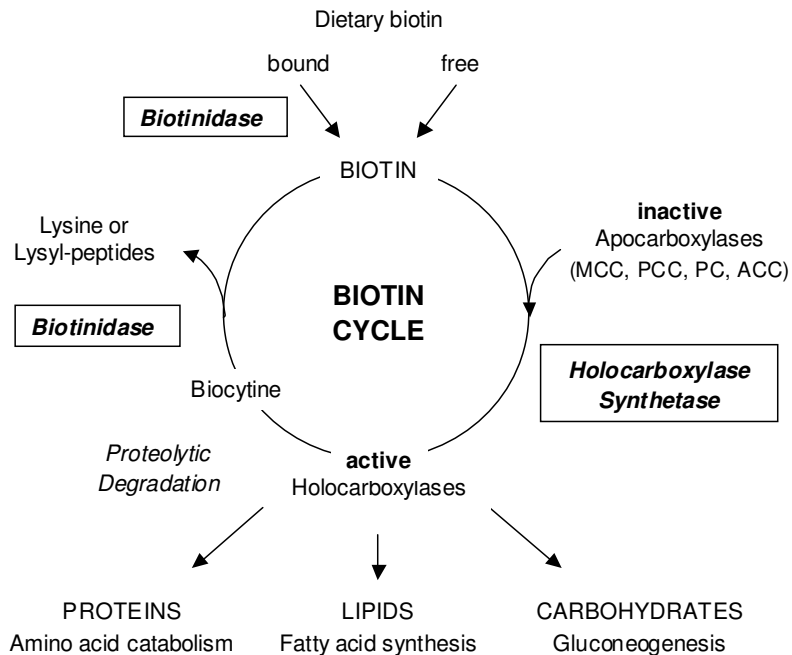 Dietary biotin
bound
free
Biotinidase
BIOTIN
Lysine or
Lysyl-peptides
inactive
Apocarboxylases
(MCC, PCC, PC, ACC)
BIOTIN
CYCLE
Biotinidase
Holocarboxylase
Synthetase
Biocytine
Proteolytic
Degradation
active
Holocarboxylases
PROTEINS
Amino acid catabolism
LIPIDS
Fatty acid synthesis
CARBOHYDRATES
Gluconeogenesis